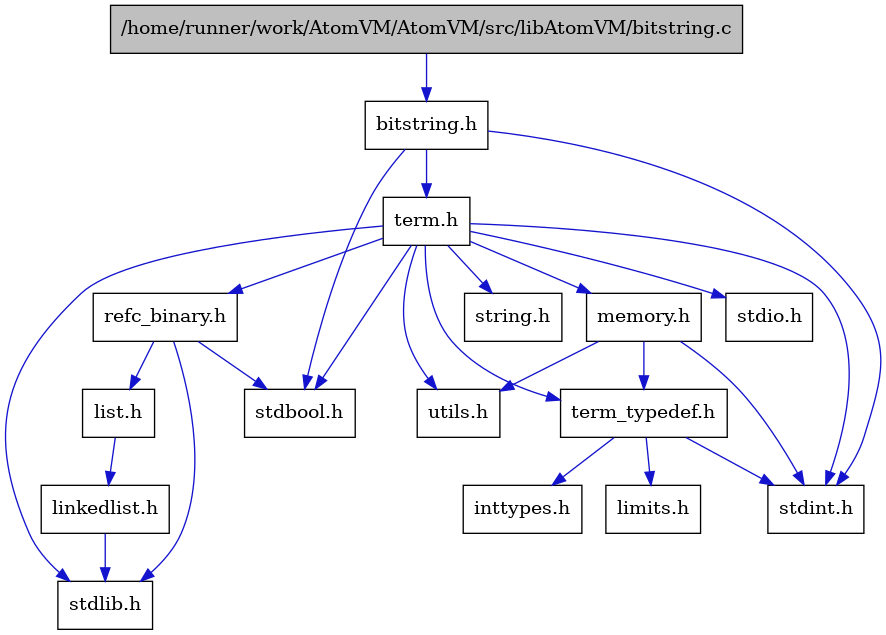 /home/runner/work/AtomVM/AtomVM/src/libAtomVM/bitstring.c
bitstring.h
term.h
refc_binary.h
string.h
memory.h
stdio.h
list.h
stdbool.h
utils.h
term_typedef.h
linkedlist.h
inttypes.h
limits.h
stdint.h
stdlib.h